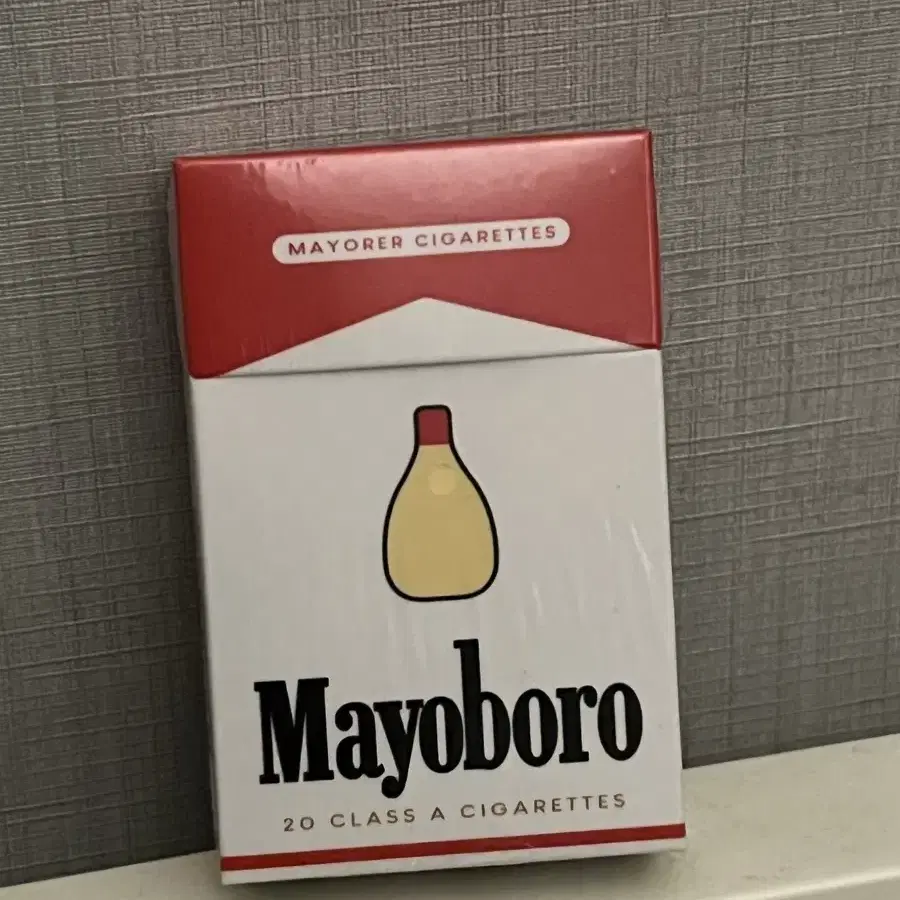 MAYORER CIGARETTES
Mayoboro
20 CLASS A CIGARETTES